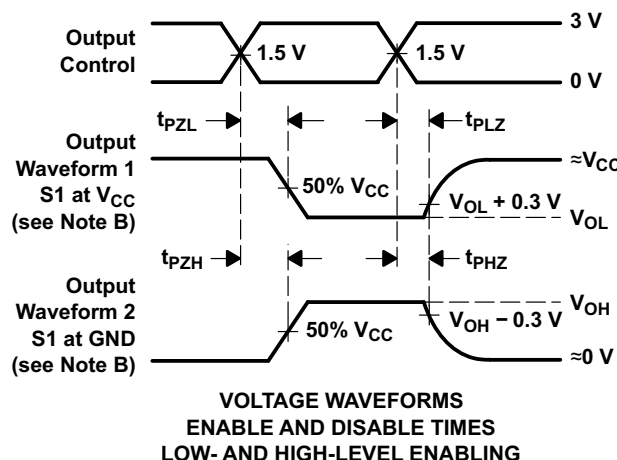 3 V
Output
Control
1.5 V
1.5 V
0 V
tPZL
tPLZ
Output
Waveform 1
S1 at VCC
(see Note B)
≈VCC
50% VCC
VOL + 0.3 V
VOL
tPZH
tPHZ
Output
Waveform 2
S1 at GND
(see Note B)
VOH
VOH − 0.3 V
50% VCC
≈0 V
VOLTAGE WAVEFORMS
ENABLE AND DISABLE TIMES
LOW- AND HIGH-LEVEL ENABLING